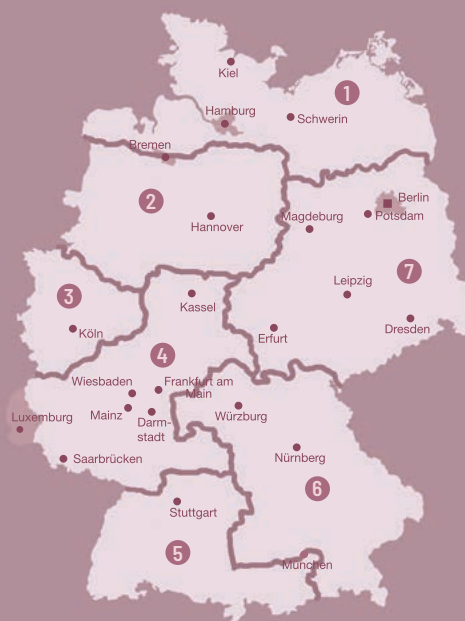 Kiel
1
Hamburg
Schwerin
Bremen
2
Berlin
Potsdam
Magdeburg
Hannover
7
3
Leipzig
Kassel
Dresden
Köln
Erfurt
4
Wiesbaden
Frankfurt am
Main
Mainz
Darm-
stadt
Würzburg
Luxemburg
Saarbrücken
Nürnberg
6
Stuttgart
5
München